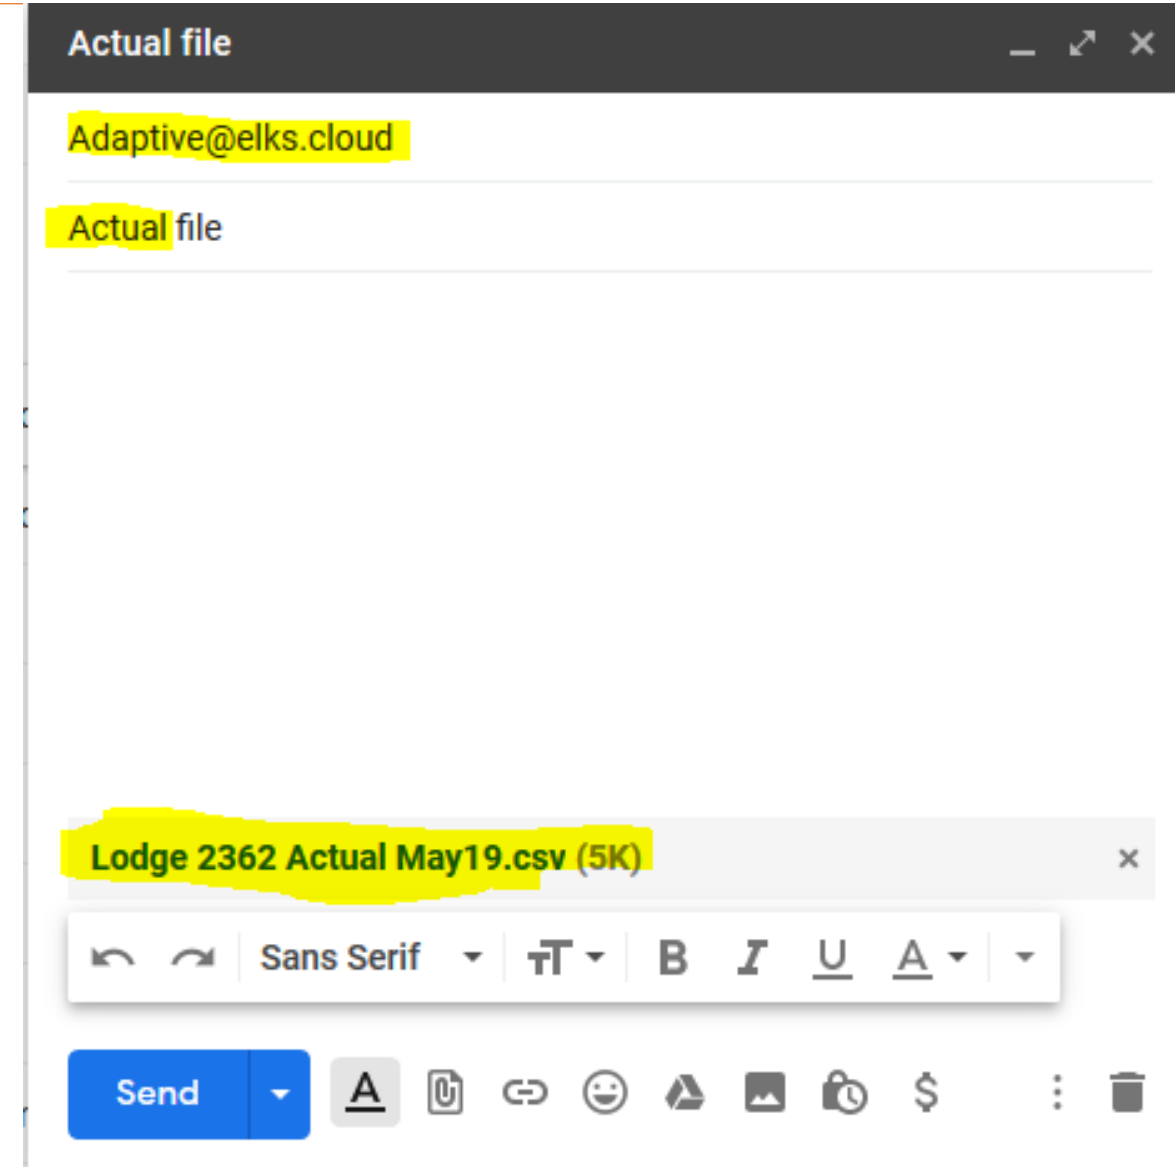 Actual file
Adaptive@elks.cloud
Actual file
Lodge 2362 Actual May19.csv (5K)
Sans Serif
Send